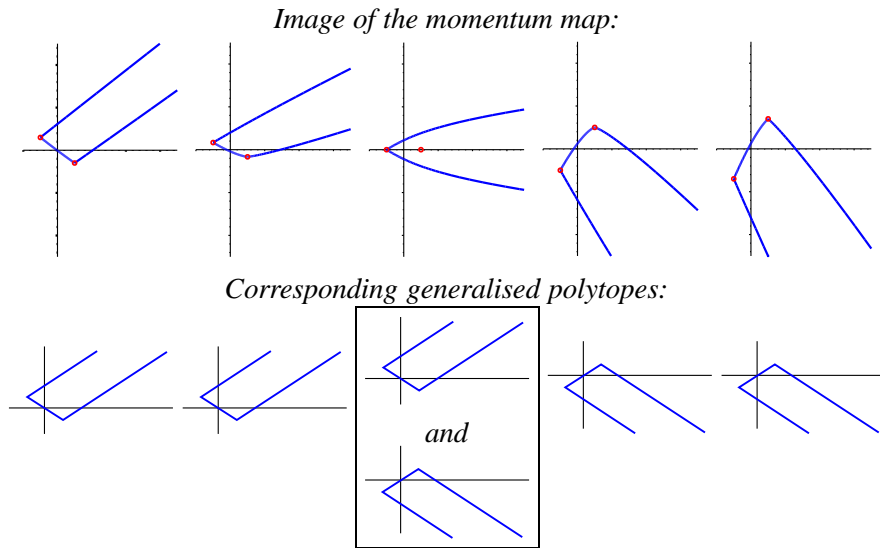 Image of the momentum map:
Corresponding generalised polytopes:
and